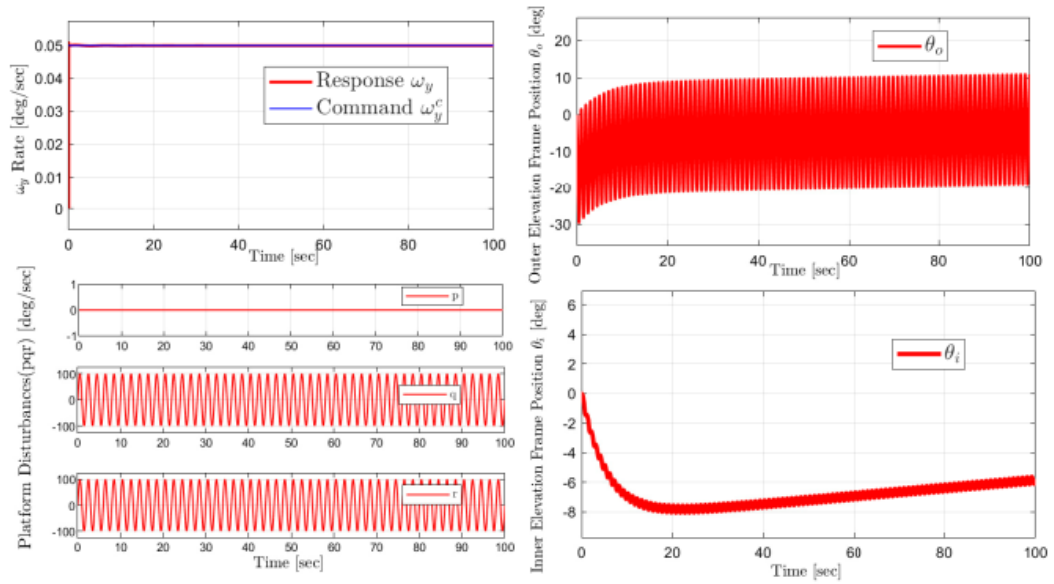 ω_y Rate [deg/sec]
0.05
0.04
0.03
0.02
0.01
0
Response ω_y
Command ω_y^c
0 20 40 60 80 100
Time [sec]
Outer Elevation Frame Position θ_o [deg]
20
10
0
-10
-20
-30
θ_o
0 20 40 60 80 100
Time [sec]
Platform Disturbances(pqr) [deg/sec]
1
0
-1
p
0 10 20 30 40 50 60 70 80 90 100
100
0
-100
q
0 10 20 30 40 50 60 70 80 90 100
100
0
-100
r
0 10 20 30 40 50 60 70 80 90 100
Time [sec]
Inner Elevation Frame Position θ_i [deg]
6
4
2
0
-2
-4
-6
-8
θ_i
0 20 40 60 80 100
Time [sec]